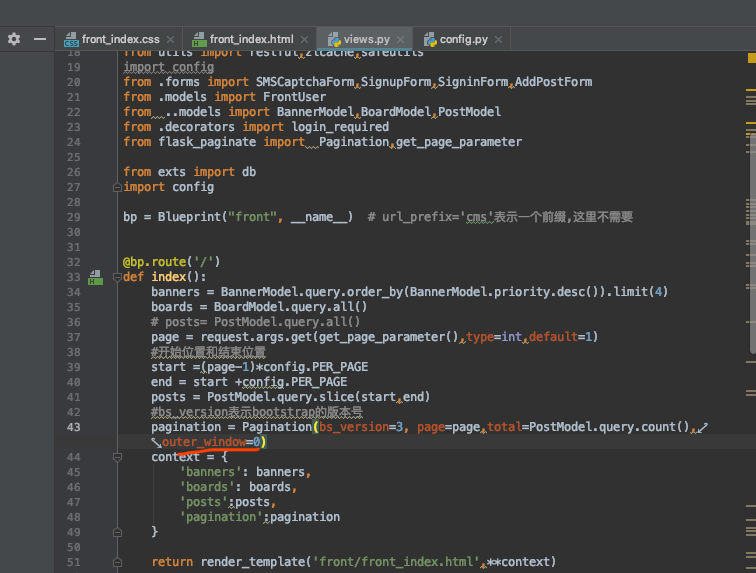 front_index.css
front_index.html
views.py
config.py
18 from utils import restful,zlcache,safeutils
19 import config
20 from .forms import SMSCaptchaForm,SignupForm,SigninForm,AddPostForm
21 from .models import FrontUser
22 from ..models import BannerModel,BoardModel,PostModel
23 from .decorators import login_required
24 from flask_paginate import Pagination,get_page_parameter
25
26 from exts import db
27 import config
28
29 bp = Blueprint("front", __name__) # url_prefix='cms'表示一个前缀,这里不需要
30
31
32 @bp.route('/')
33 def index():
34 banners = BannerModel.query.order_by(BannerModel.priority.desc()).limit(4)
35 boards = BoardModel.query.all()
36 # posts= PostModel.query.all()
37 page = request.args.get(get_page_parameter(),type=int,default=1)
38 #开始位置和结束位置
39 start =(page-1)*config.PER_PAGE
40 end = start +config.PER_PAGE
41 posts = PostModel.query.slice(start,end)
42 #bs_version表示bootstrap的版本号
43 pagination = Pagination(bs_version=3, page=page,total=PostModel.query.count(),
outer_window=0)
44 context = {
45 'banners': banners,
46 'boards': boards,
47 'posts':posts,
48 'pagination':pagination
49 }
50
51 return render_template('front/front_index.html',**context)